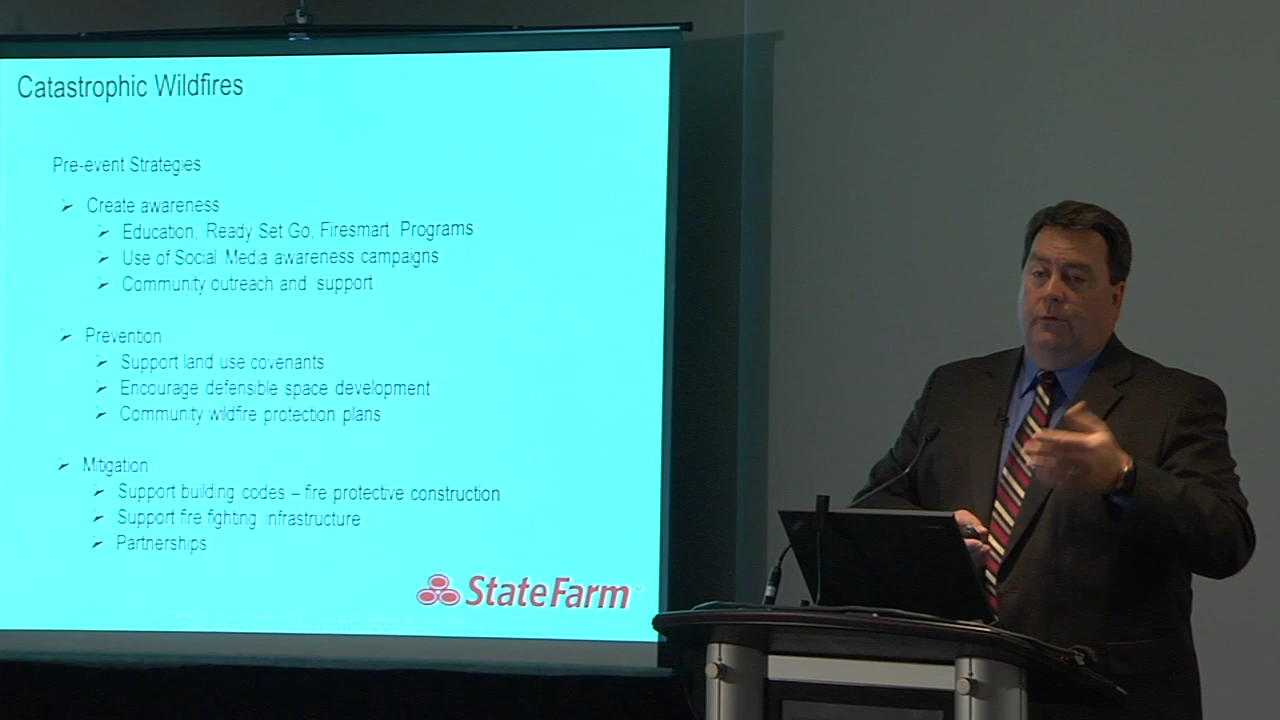 Catastrophic Wildfires
Pre-event Strategies
Create awareness
Education, Ready Set Go, Firesmart Programs
Use of Social Media awareness campaigns
Community outreach and support
Prevention
Support land use covenants
Encourage defensible space development
Community wildfire protection plans
Mitigation
Support building codes – fire protective construction
Support fire fighting infrastructure
Partnerships
StateFarm